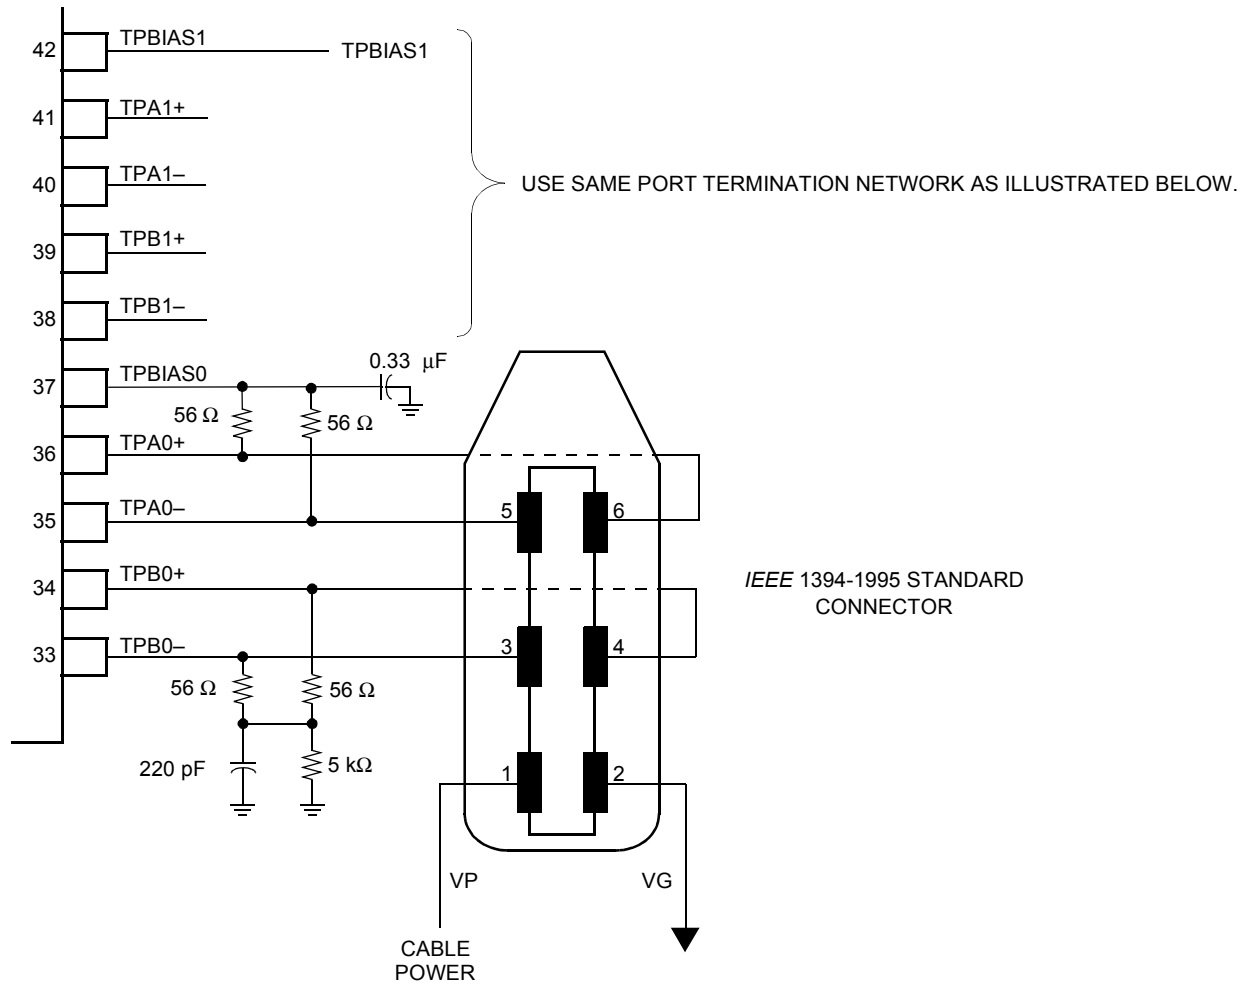 42
TPBIAS1
TPBIAS1
41
TPA1+
40
TPA1–
USE SAME PORT TERMINATION NETWORK AS ILLUSTRATED BELOW.
39
TPB1+
38
TPB1–
37
TPBIAS0
0.33 μF
56 Ω
56 Ω
36
TPA0+
35
TPA0–
5
6
34
TPB0+
IEEE 1394-1995 STANDARD
CONNECTOR
33
TPB0–
3
4
56 Ω
56 Ω
220 pF
5 kΩ
1
2
VP
VG
CABLE
POWER